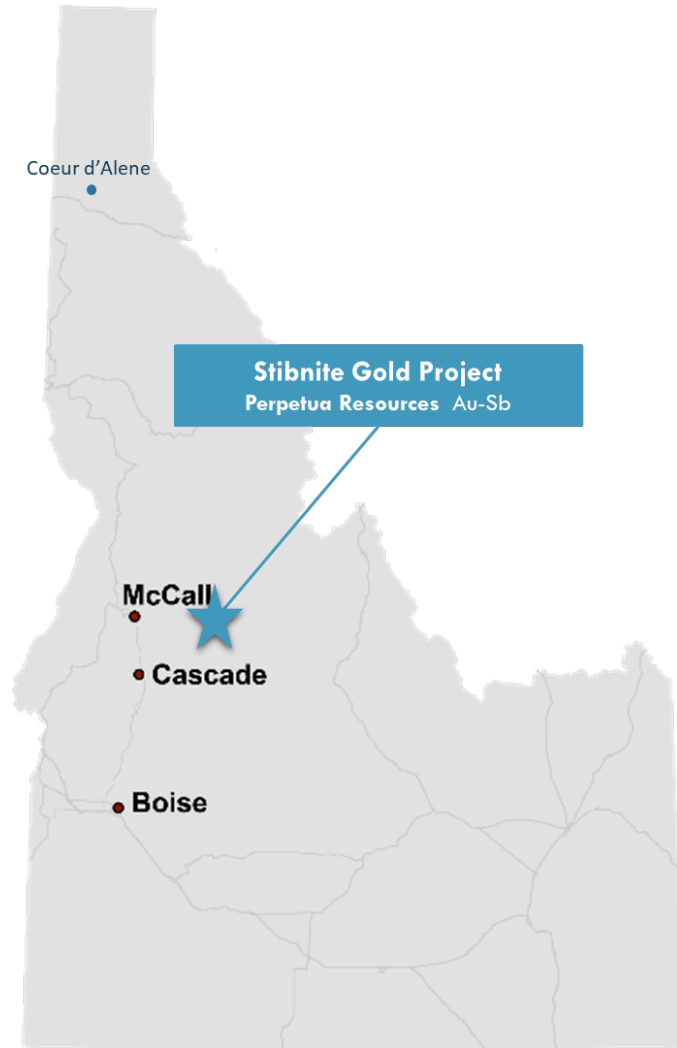 Coeur d’Alene
Stibnite Gold Project
Perpetua Resources Au-Sb
McCall
Cascade
Boise